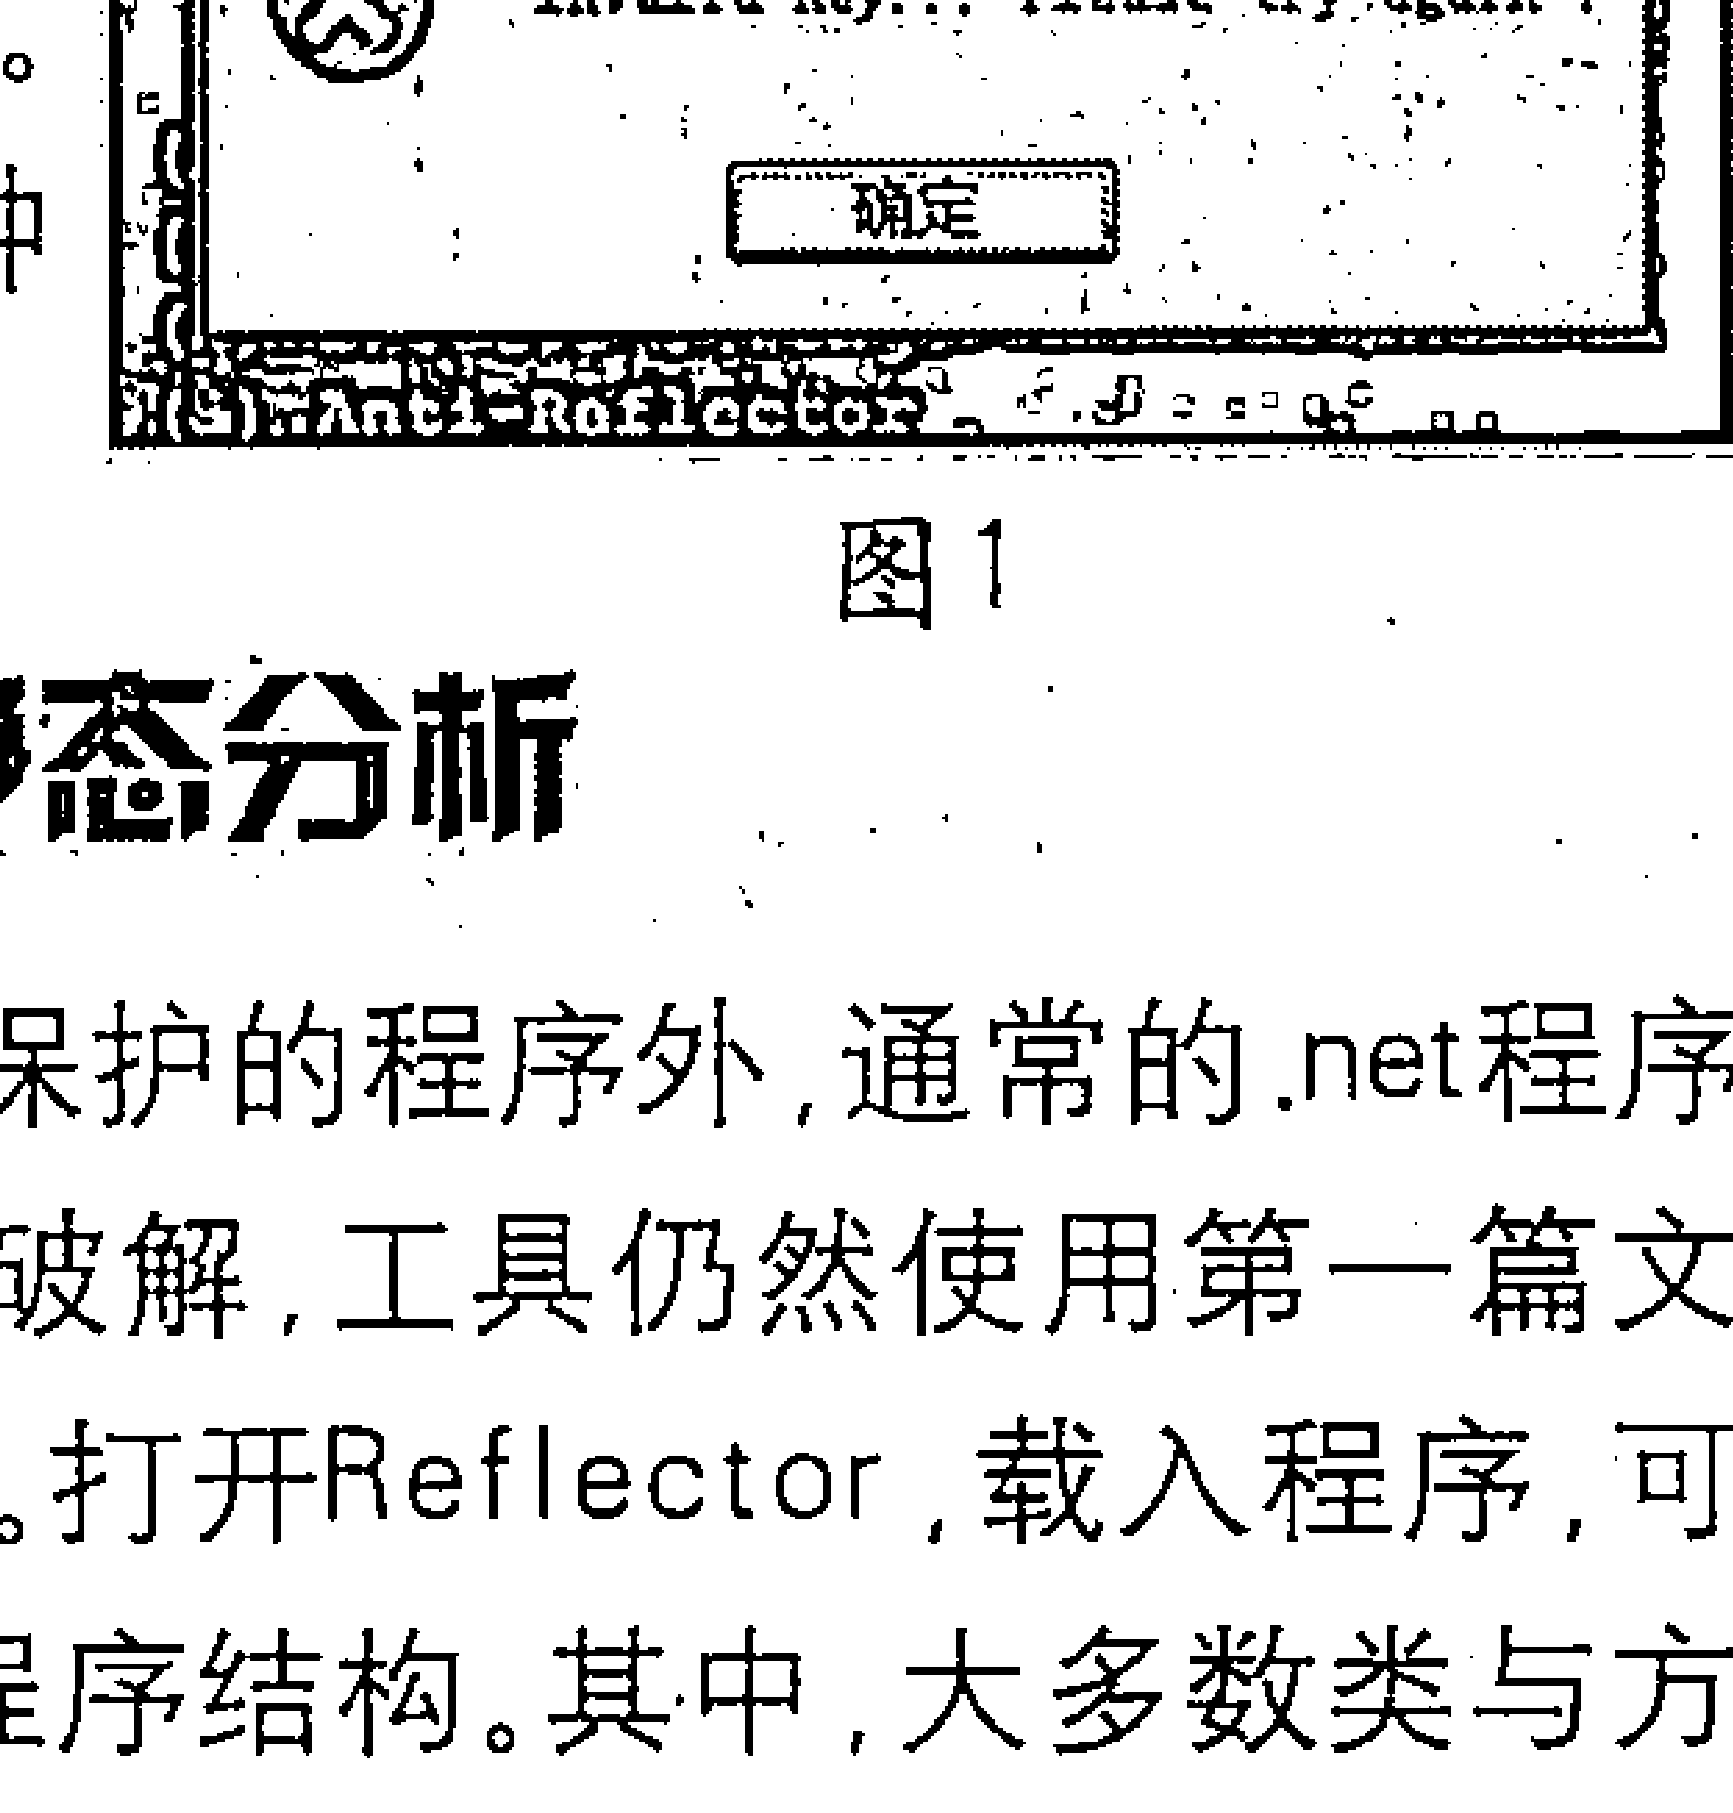 。
中
确定
(S) Anti-Reflector
图 1
态分析
保护的程序外,通常的.net程序
破解,工具仍然使用第一篇文
。打开Reflector,载入程序,可
程序结构。其中,大多数类与方